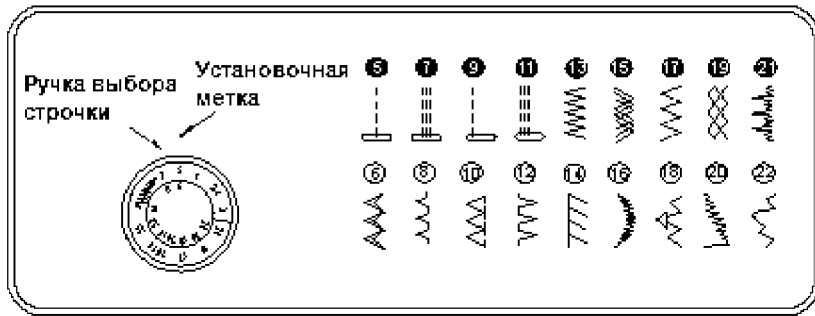 Ручка выбора
строчки
Установочная
метка
5 7 9 11 13 15 17 19 21
6 8 10 12 14 16 18 20 22